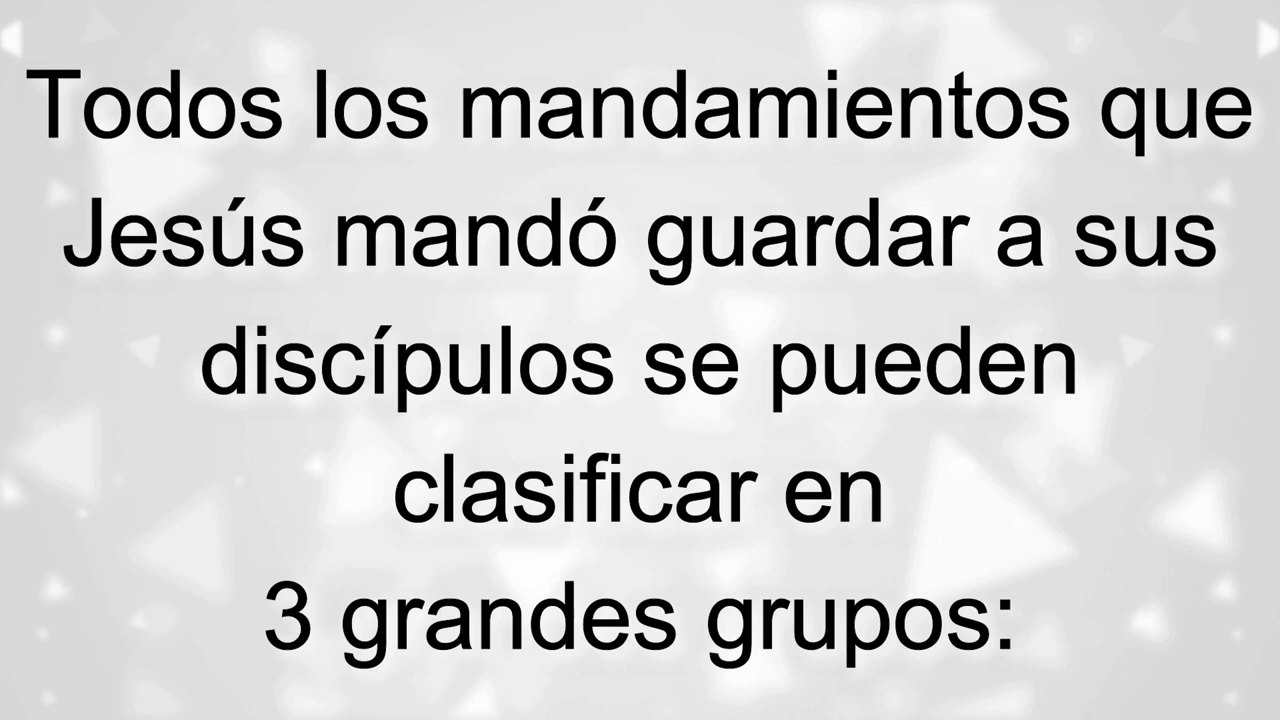 Todos los mandamientos que
Jesús mandó guardar a sus
discípulos se pueden
clasificar en
3 grandes grupos: